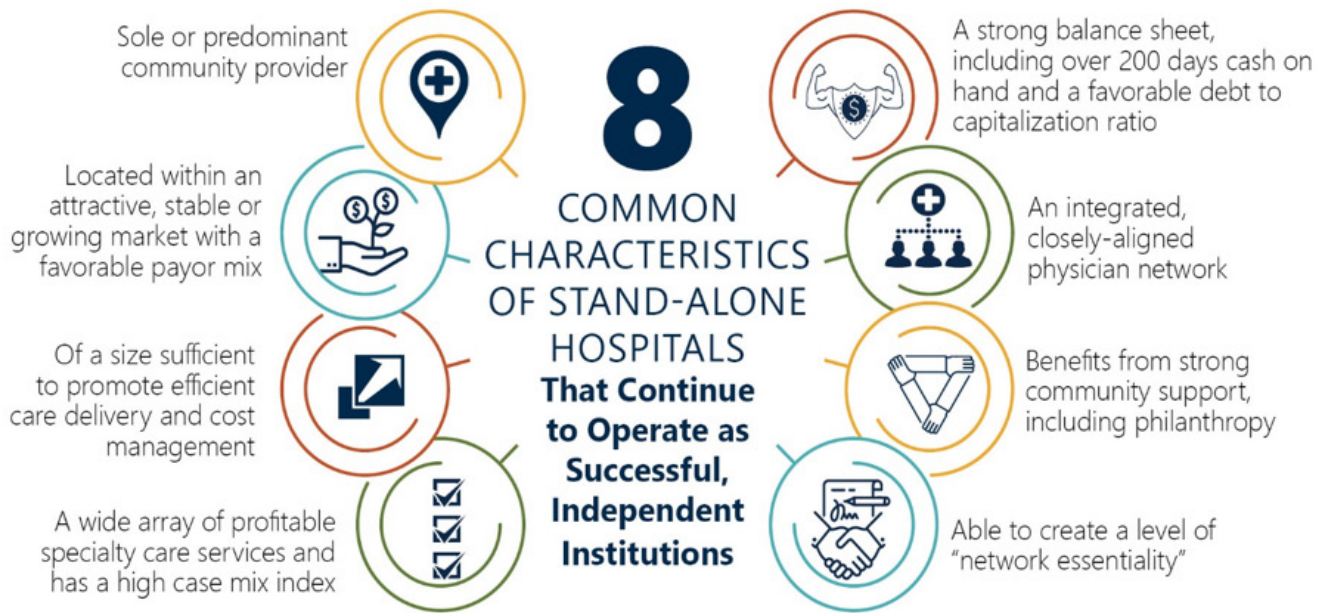 8
COMMON
CHARACTERISTICS
OF STAND-ALONE
HOSPITALS
That Continue
to Operate as
Successful,
Independent
Institutions
Sole or predominant
community provider
Located within an
attractive, stable or
growing market with a
favorable payor mix
Of a size sufficient
to promote efficient
care delivery and cost
management
A wide array of profitable
specialty care services and
has a high case mix index
A strong balance sheet,
including over 200 days cash on
hand and a favorable debt to
capitalization ratio
$
$ $
An integrated,
closely-aligned
physician network
Benefits from strong
community support,
including philanthropy
Able to create a level of
“network essentiality”